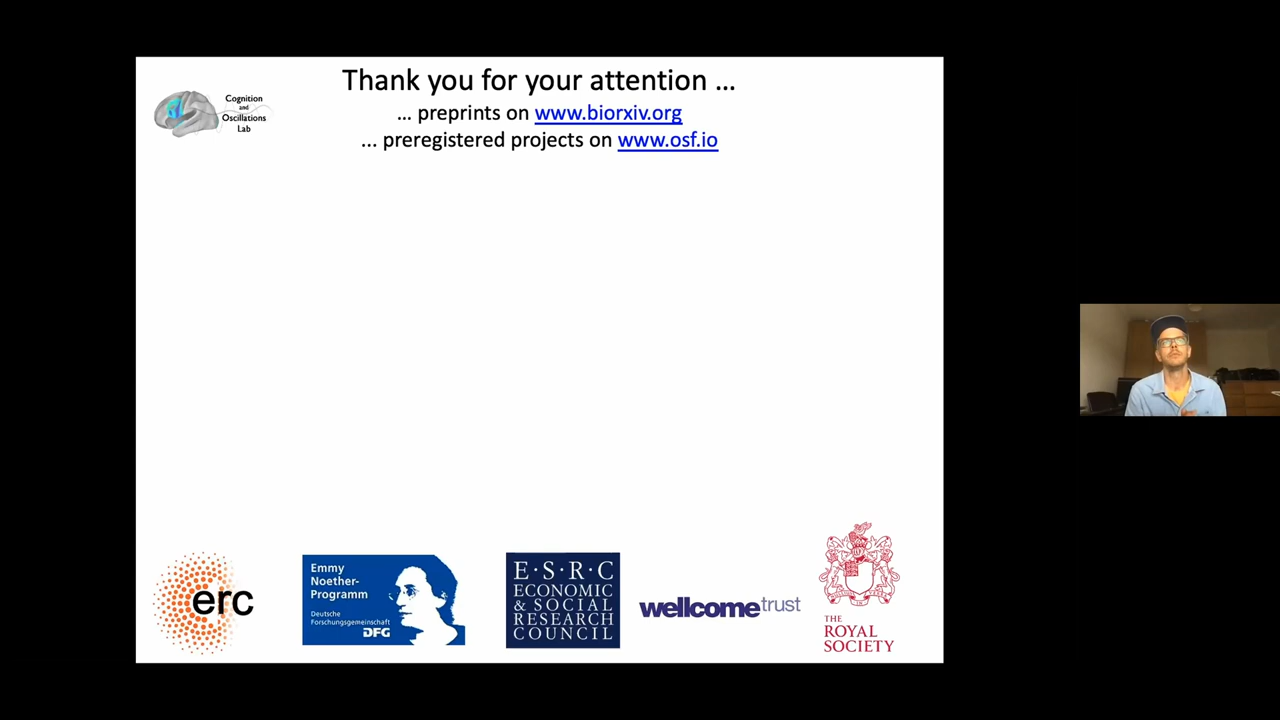 Thank you for your attention ...
... preprints on www.biorxiv.org
... preregistered projects on www.osf.io
Cognition
and
Oscillations
Lab
erc
Emmy
Noether-
Programm
Deutsche
Forschungsgemeinschaft
DFG
E·S·R·C
ECONOMIC
& SOCIAL
RESEARCH
COUNCIL
wellcometrust
THE
ROYAL
SOCIETY